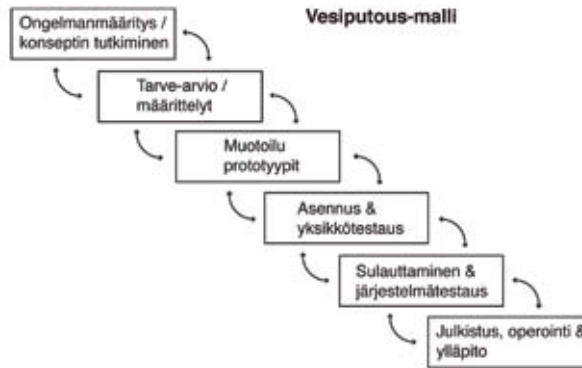 Vesiputous-malli
Ongelmanmääritys /
konseptin tutkiminen
Tarve-arvio /
määrittelyt
Muotoilu
prototyypit
Asennus &
yksikkötestaus
Sulauttaminen &
järjestelmätestaus
Julkistus, operointi &
ylläpito